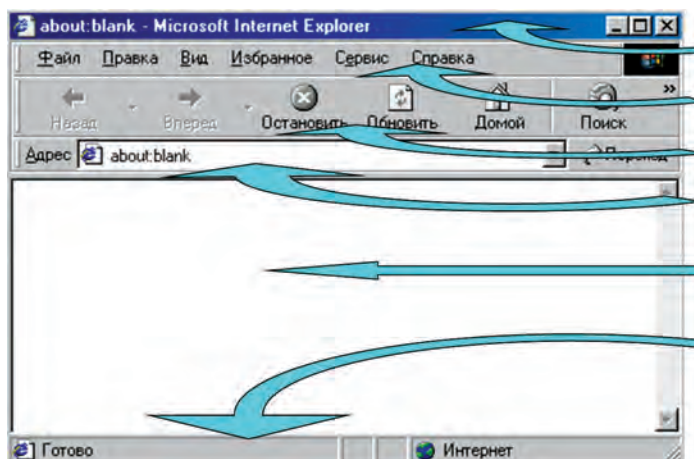 about:blank - Microsoft Internet Explorer
Файл Правка Вид Избранное Сервис Справка
Назад Вперед Остановить Обновить Домой Поиск »
Адрес about:blank Переход
Готово Интернет